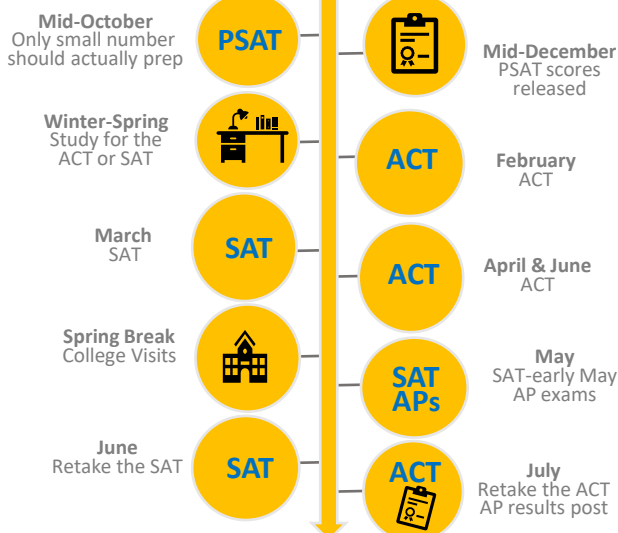 Mid-October
Only small number
should actually prep
PSAT
Mid-December
PSAT scores
released
Winter-Spring
Study for the
ACT or SAT
ACT
February
ACT
March
SAT
SAT
ACT
April & June
ACT
Spring Break
College Visits
SAT
APs
May
SAT-early May
AP exams
June
Retake the SAT
SAT
ACT
July
Retake the ACT
AP results post